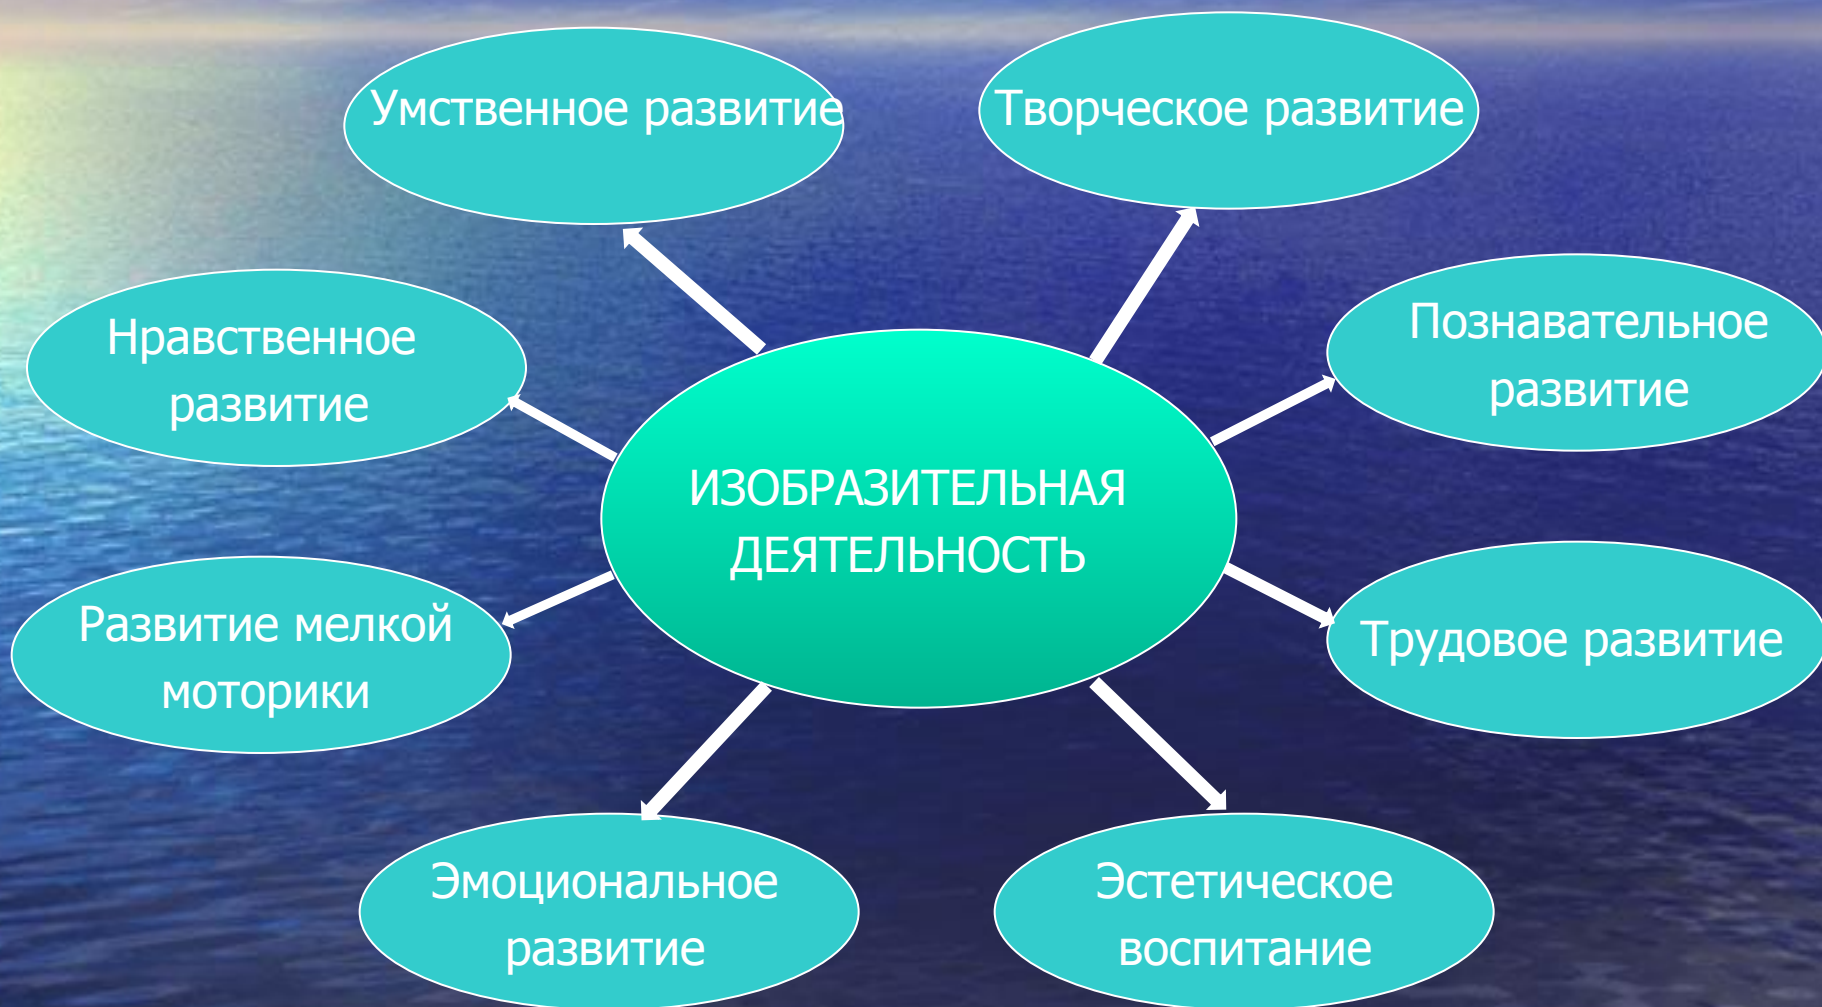 Умственное развитие
Творческое развитие
Нравственное
развитие
Познавательное
развитие
ИЗОБРАЗИТЕЛЬНАЯ
ДЕЯТЕЛЬНОСТЬ
Развитие мелкой
моторики
Трудовое развитие
Эмоциональное
развитие
Эстетическое
воспитание